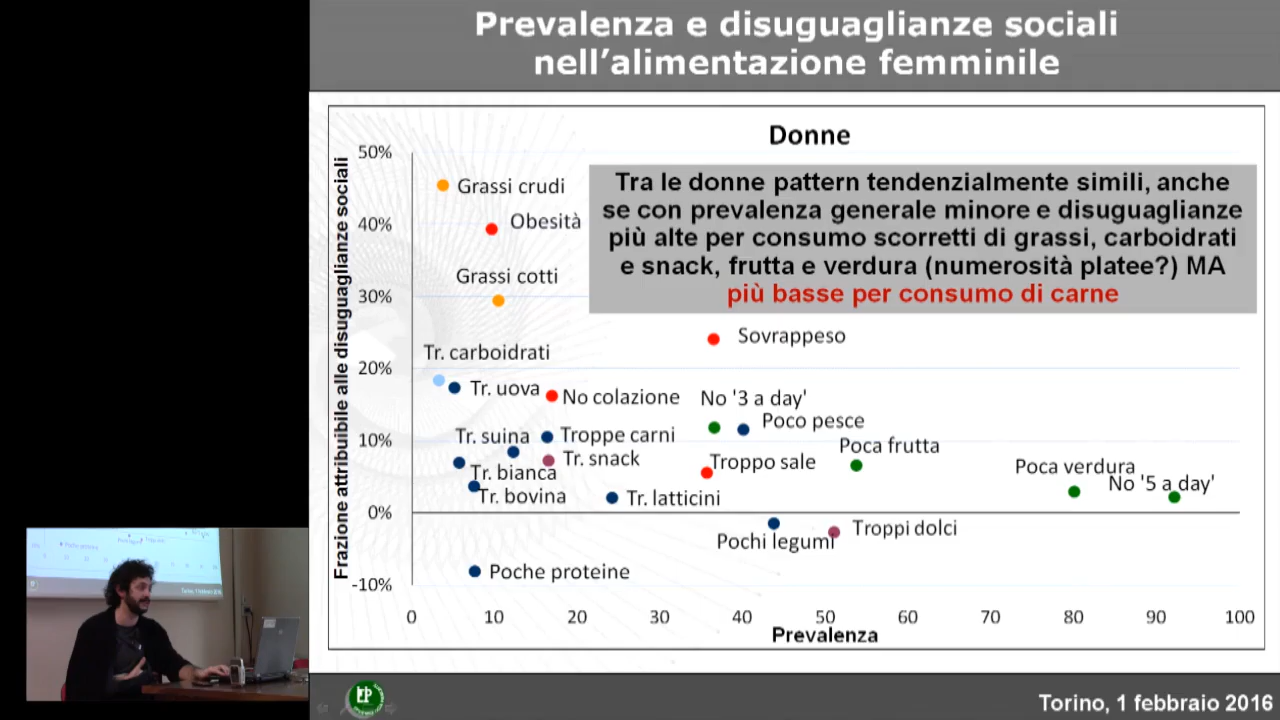 Prevalenza e disuguaglianze sociali
nell'alimentazione femminile
Donne
Tra le donne pattern tendenzialmente simili, anche
se con prevalenza generale minore e disuguaglianze
più alte per consumo scorretti di grassi, carboidrati
e snack, frutta e verdura (numerosità platee?) MA
più basse per consumo di carne
Frazione attribuibile alle disuguaglianze sociali
50%
40%
30%
20%
10%
0%
-10%
Grassi crudi
Obesità
Grassi cotti
Sovrappeso
Tr. carboidrati
Tr. uova
No colazione
No '3 a day'
Poco pesce
Tr. suina
Troppe carni
Poca frutta
Tr. snack
Troppo sale
Poca verdura
Tr. bianca
No '5 a day'
Tr. bovina
Tr. latticini
Troppi dolci
Pochi legumi
Poche proteine
0 10 20 30 40 50 60 70 80 90 100
Prevalenza
Torino, 1 febbraio 2016